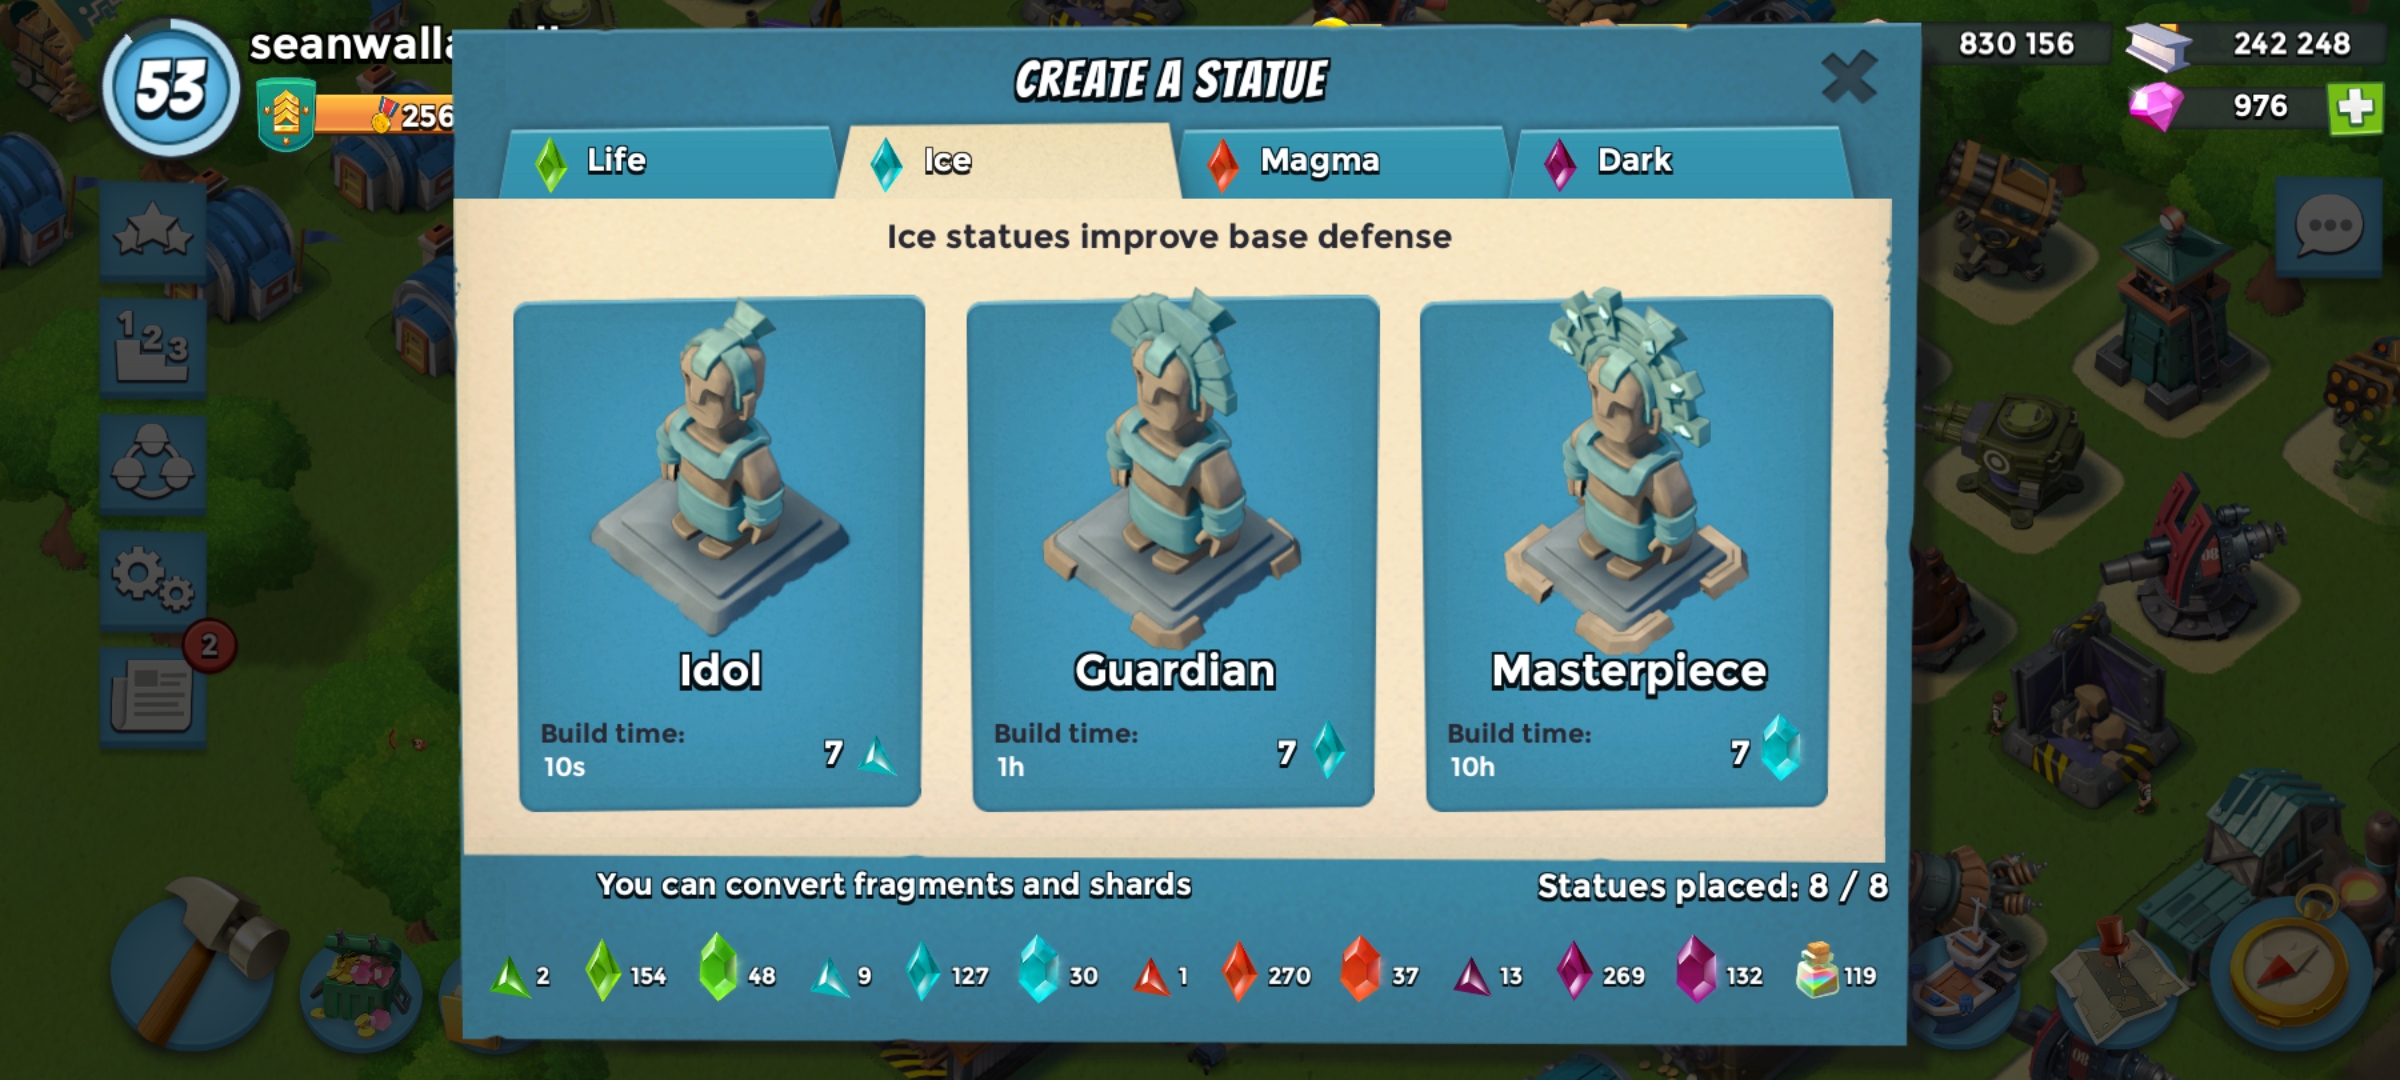 53
256
830 156
242 248
976
CREATE A STATUE
Life
Ice
Magma
Dark
Ice statues improve base defense
1 2 3
2
Idol
Build time:
10s
7
Guardian
Build time:
1h
7
Masterpiece
Build time:
10h
7
You can convert fragments and shards
Statues placed: 8 / 8
2
154
48
9
127
30
1
270
37
13
269
132
119